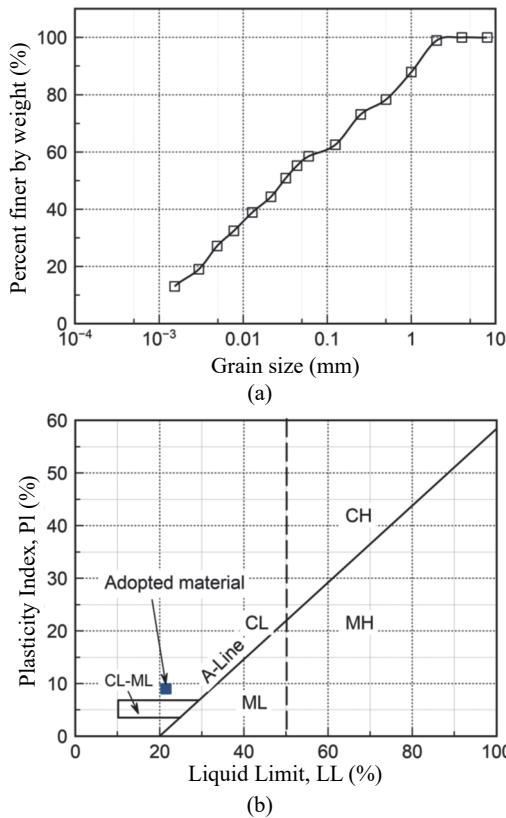 100
80
60
40
20
0
Percent finer by weight (%)
10⁻⁴ 10⁻³ 0.01 0.1 1 10
Grain size (mm)
(a)
60
50
40
30
20
10
0
Plasticity Index, PI (%)
CH
Adopted material
CL
MH
A-Line
CL-ML
ML
0 20 40 60 80 100
Liquid Limit, LL (%)
(b)